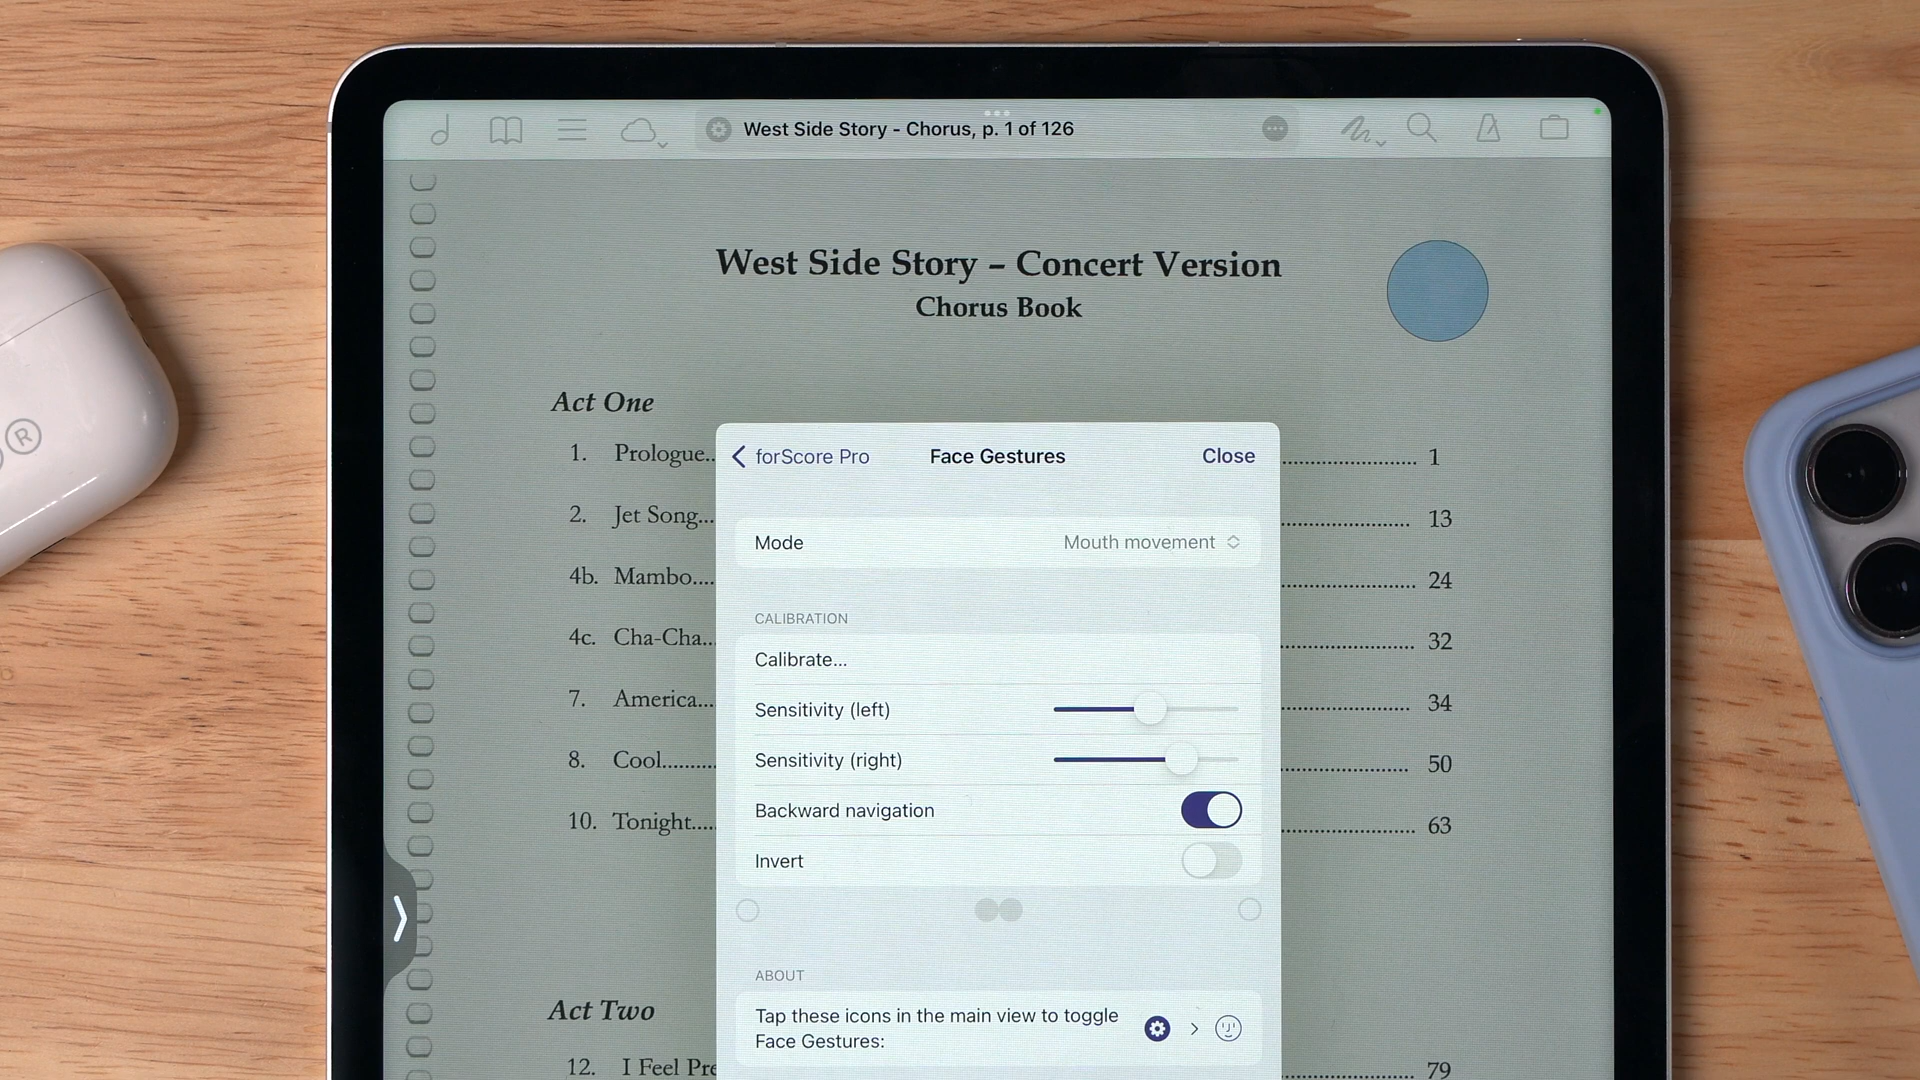 West Side Story - Chorus, p. 1 of 126
West Side Story – Concert Version
Chorus Book
Act One
1. Prologue.. 1
2. Jet Song... 13
4b. Mambo.... 24
4c. Cha-Cha... 32
7. America... 34
8. Cool......... 50
10. Tonight.... 63
Act Two
12. I Feel Pre 79
forScore Pro
Face Gestures
Close
Mode
Mouth movement
CALIBRATION
Calibrate...
Sensitivity (left)
Sensitivity (right)
Backward navigation
Invert
ABOUT
Tap these icons in the main view to toggle
Face Gestures:
®